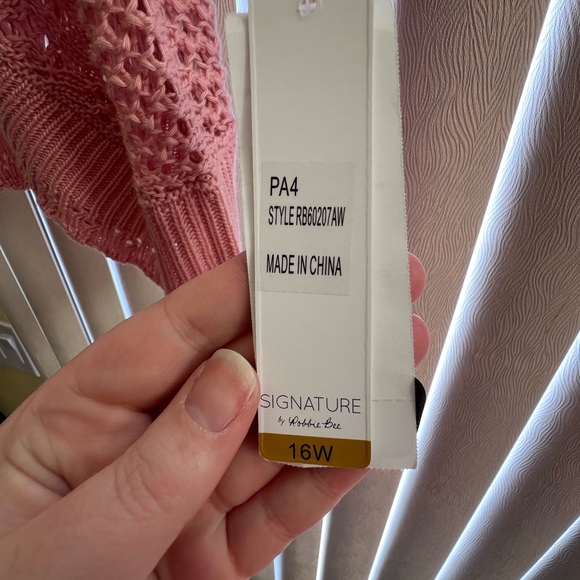 PA4
STYLE RB60207AW
MADE IN CHINA
SIGNATURE
by Robbie Bee
16W